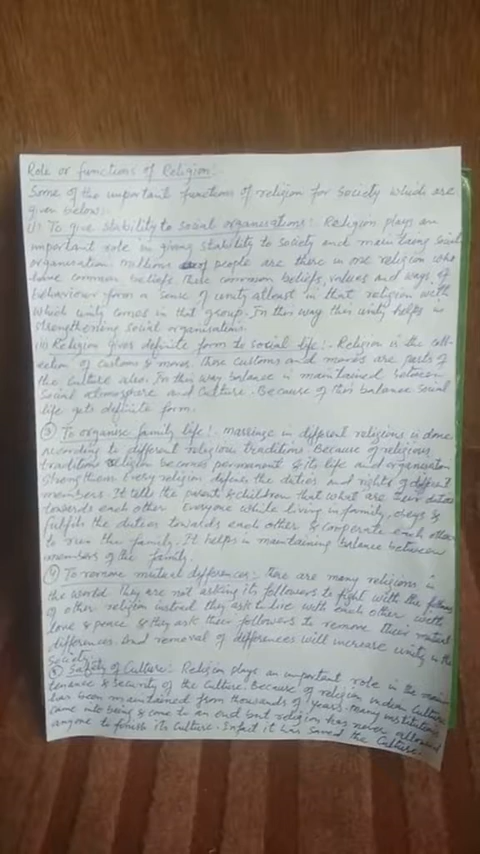 Role or functions of Religion:-
Some of the important functions of religion for society which are
given below:
(i) To give stability to social organisations: Religion plays an
important role in giving stability to society and maintaining social
organisation. millions of people are there in one religion who
have common beliefs. These common beliefs, values and ways of
behaviour form a sense of unity atleast in that religion with
which unity comes in that group. In this way this unity helps in
strengthening social organisation.
(ii) Religion gives definite form to social life:- Religion is the coll-
ection of customs & mores. These customs and mores are parts of
the culture also. In this way balance is maintained between
social atmosphere and culture. Because of this balance social
life gets definite form.
(3) To organise family life!- marriage in different religions is done
According to different religious traditions. Because of religious
traditions religion becomes permanent & its life and organisation
strengthens. Every religion defines the duties and rights of different
members. It tells the parent & children that what are their duties
towards each other. Everyone while living in family, obeys &
fulfils the duties towards each other & cooperate each other
to run the family. It helps in maintaining balance between
members of the family.
(4) To remove mutual differences: There are many religions in
the world. They are not asking its followers to fight with the followers
of other religion instead they ask to live with each other with
love & peace & they ask their followers to remove their mutual
differences. And removal of differences will increase unity in the
society.
(5) Safety of Culture: Religion plays an important role in the main-
tenance & security of the culture. Because of religion Indian Culture
has been maintained from thousands of years. Many institutions
came into being & come to an end but religion has never allowed
anyone to finish its culture. Infact it has saved the culture.